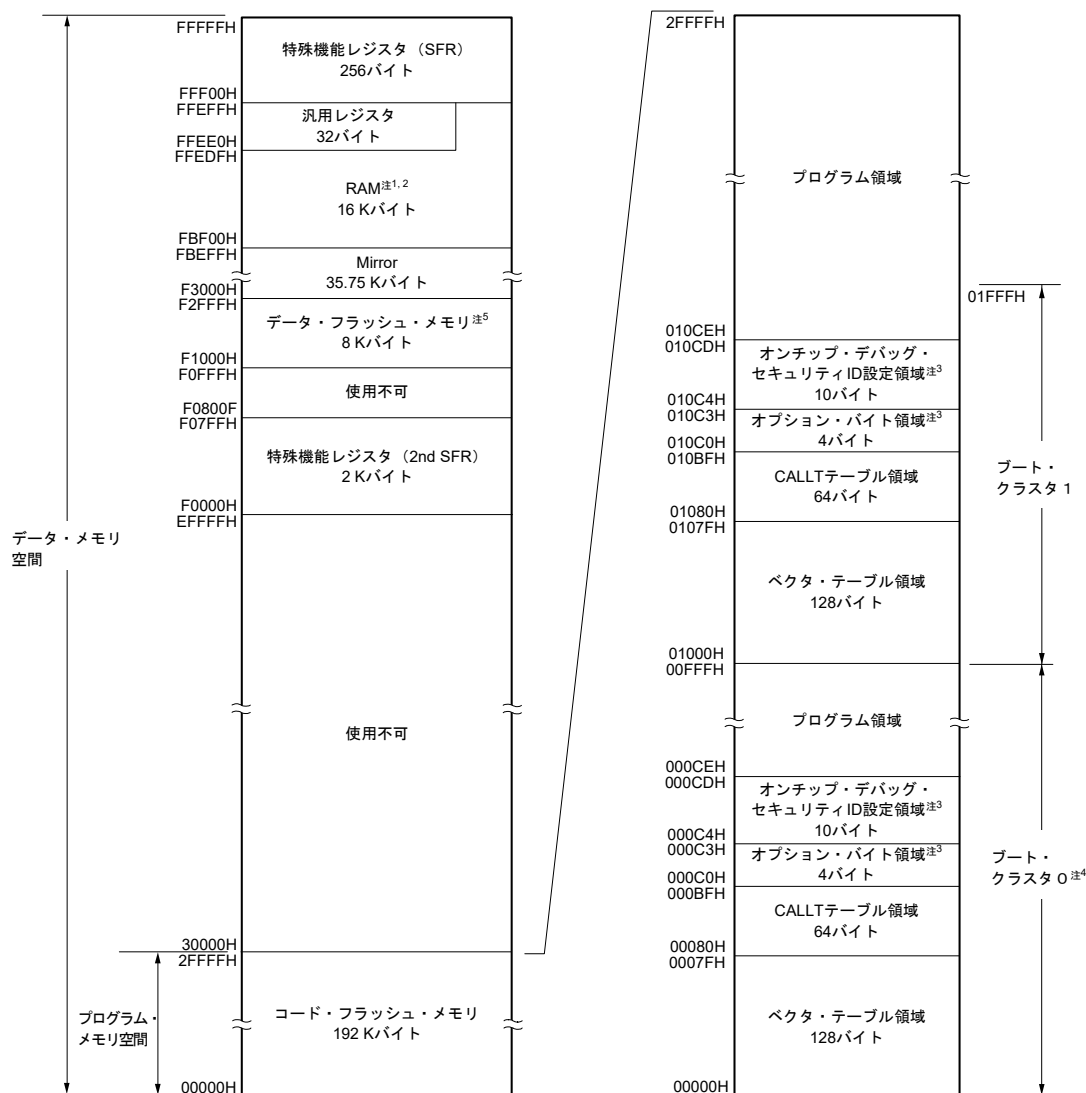 FFFFFH
特殊機能レジスタ（SFR）
256バイト
FFF00H
FFEFFH
汎用レジスタ
32バイト
FFEE0H
FFEDFH
RAM注1, 2
16 Kバイト
FBF00H
FBEFFH
Mirror
35.75 Kバイト
F3000H
F2FFFH
データ・フラッシュ・メモリ注5
8 Kバイト
F1000H
F0FFFH
使用不可
F0800F
F07FFH
特殊機能レジスタ（2nd SFR）
2 Kバイト
F0000H
EFFFFH
データ・メモリ
空間
使用不可
30000H
2FFFFH
プログラム・
メモリ空間
コード・フラッシュ・メモリ
192 Kバイト
00000H
2FFFFH
プログラム領域
01FFFH
010CEH
010CDH
オンチップ・デバッグ・
セキュリティID設定領域注3
10バイト
010C4H
010C3H
オプション・バイト領域注3
4バイト
010C0H
010BFH
CALLTテーブル領域
64バイト
ブート・
クラスタ 1
01080H
0107FH
ベクタ・テーブル領域
128バイト
01000H
00FFFH
プログラム領域
000CEH
000CDH
オンチップ・デバッグ・
セキュリティID設定領域注3
10バイト
000C4H
000C3H
オプション・バイト領域注3
4バイト
ブート・
クラスタ 0 注4
000C0H
000BFH
CALLTテーブル領域
64バイト
00080H
0007FH
ベクタ・テーブル領域
128バイト
00000H